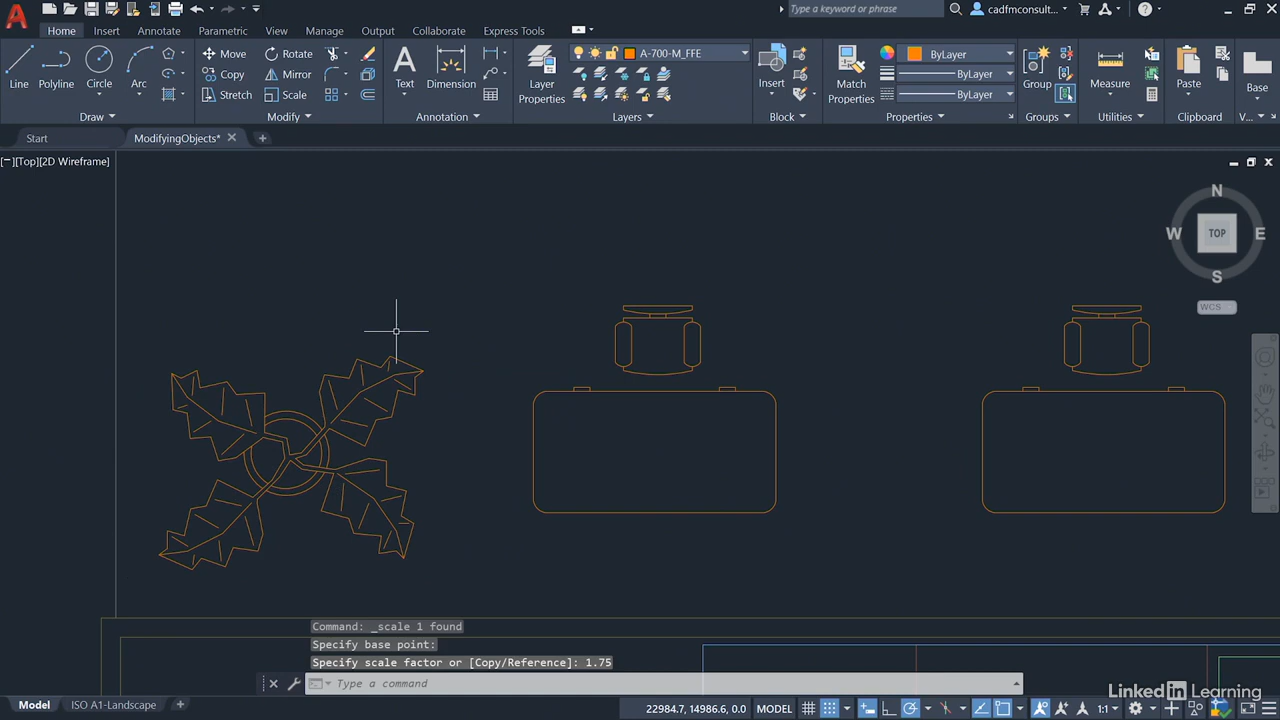 Type a keyword or phrase
cadfmconsult...
Home Insert Annotate Parametric View Manage Output Collaborate Express Tools
Line Polyline Circle Arc
Move Rotate
Copy Mirror
Stretch Scale
Text Dimension
Layer Properties
A-700-M_FFE
Insert
Match Properties
ByLayer
ByLayer
ByLayer
Group Measure Paste Base
Draw Modify Annotation Layers Block Properties Groups Utilities Clipboard V...
Start ModifyingObjects*
[−][Top][2D Wireframe]
N
W TOP E
S
WCS
Command: _scale 1 found
Specify base point:
Specify scale factor or [Copy/Reference]: 1.75
Type a command
LinkedIn Learning
Model ISO A1-Landscape
22984.7, 14986.6, 0.0 MODEL 1:1